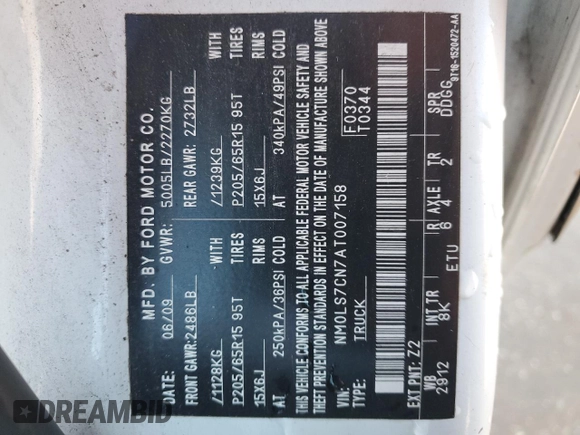 MFD. BY FORD MOTOR CO.
DATE: 06/09 GVWR: 5005LB/2270KG
FRONT GAWR: 2486LB REAR GAWR: 2732LB
/1128KG /1239KG
P205/65R15 95T TIRES P205/65R15 95T TIRES
15X6J RIMS 15X6J RIMS
AT 250kPA/36PSI COLD AT 340kPA/49PSI COLD
THIS VEHICLE CONFORMS TO ALL APPLICABLE FEDERAL MOTOR VEHICLE SAFETY AND
THEFT PREVENTION STANDARDS IN EFFECT ON THE DATE OF MANUFACTURE SHOWN ABOVE
VIN: NM0LS7CN7AT007158 F0370
TYPE: TRUCK T0344
EXT PNT: Z2
WB INT TR R AXLE TR SPR
2912 8K 6 4 2 DDGG
ETU
9T16-1520472-AA
DREAMBID